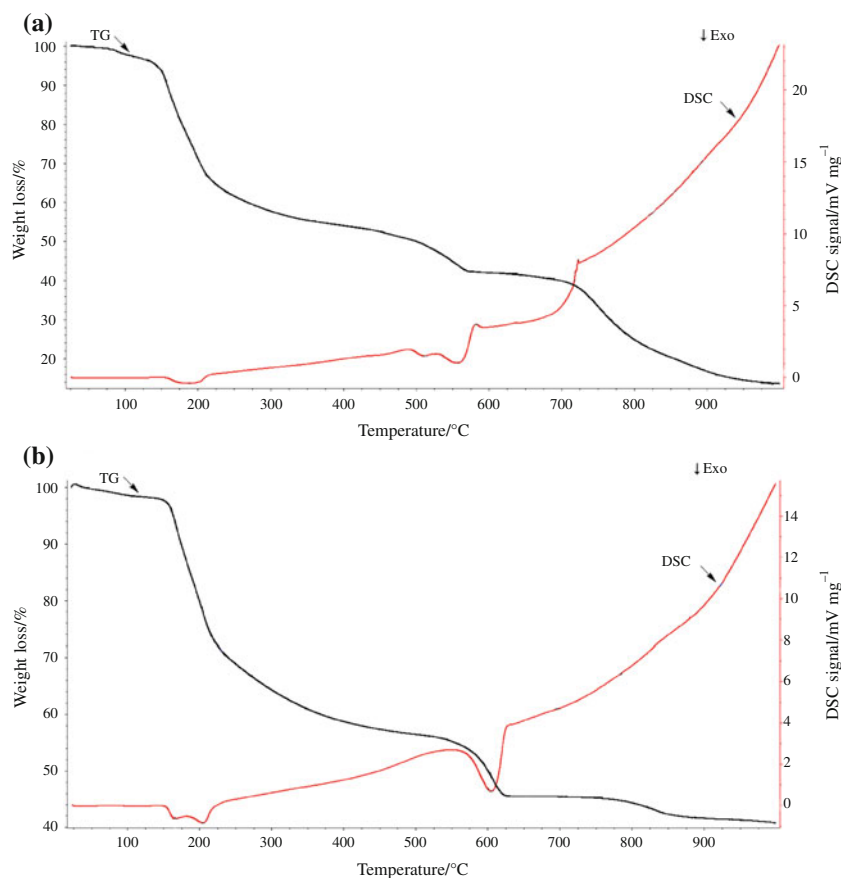 (a)
TG
↓Exo
DSC
100
90
80
70
60
50
40
30
20
Weight loss/%
20
15
10
5
0
DSC signal/mV mg⁻¹
100 200 300 400 500 600 700 800 900
Temperature/°C
(b)
TG
↓Exo
DSC
100
90
80
70
60
50
40
Weight loss/%
14
12
10
8
6
4
2
0
DSC signal/mV mg⁻¹
100 200 300 400 500 600 700 800 900
Temperature/°C